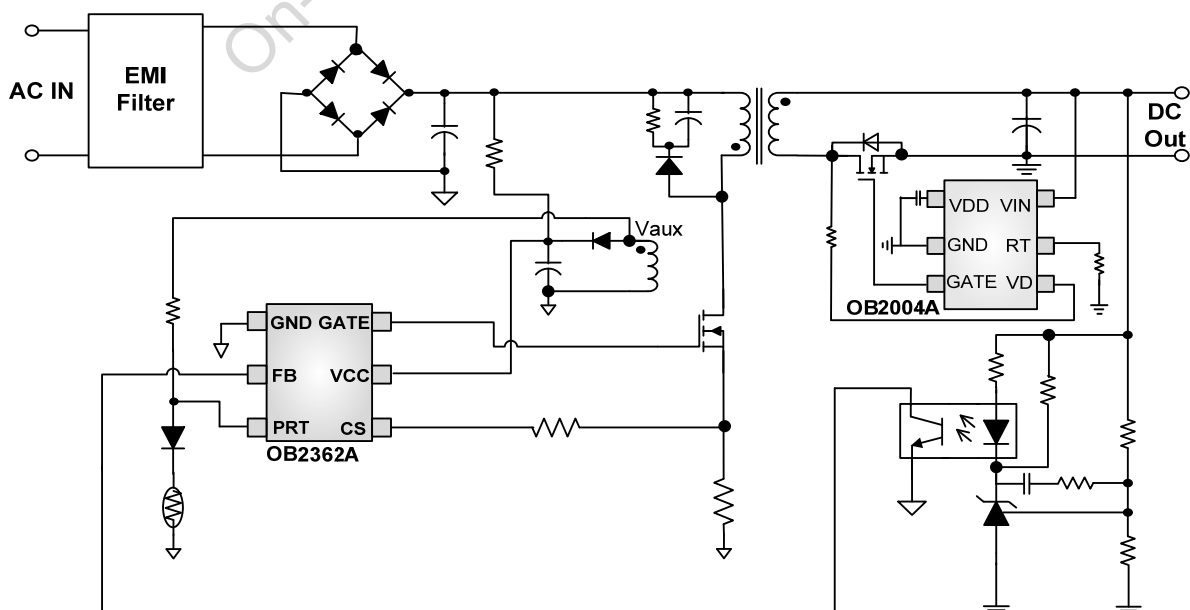 On-
AC IN
EMI
Filter
DC
Out
Vaux
VDD VIN
GND RT
GATE VD
OB2004A
GND GATE
FB VCC
PRT CS
OB2362A